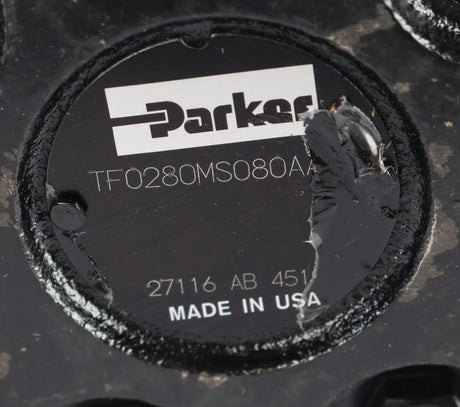 Parker
TF0280MS080AA
27116 AB 451
MADE IN USA